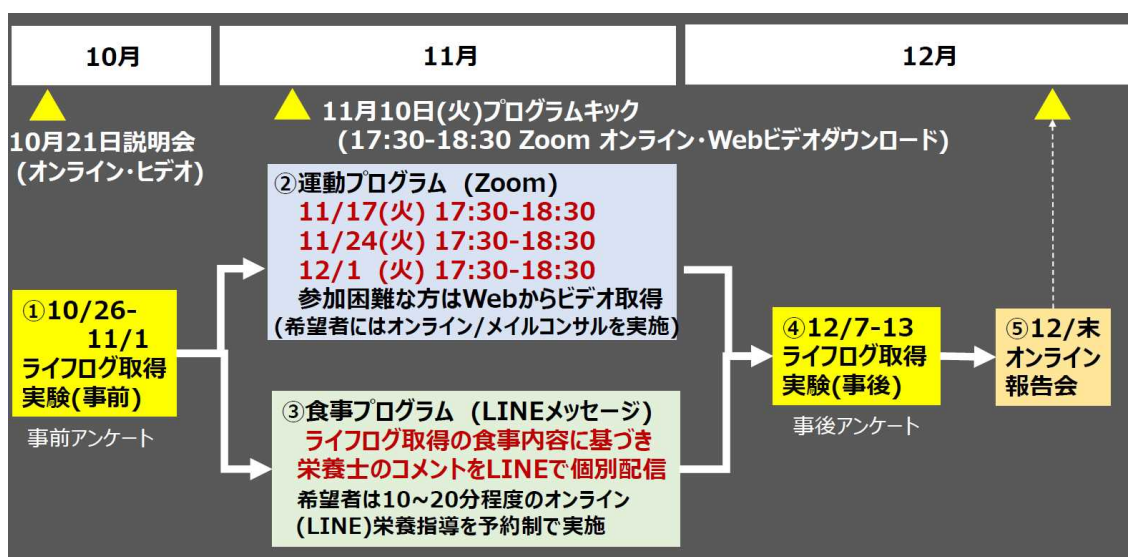 10月
11月
12月
10月21日説明会
(オンライン・ヒデオ)
11月10日(火)プログラムキック
(17:30-18:30 Zoom オンライン・Webビデオダウンロード)
①10/26-
11/1
ライフログ取得
実験(事前)
事前アンケート
②運動プログラム (Zoom)
11/17(火) 17:30-18:30
11/24(火) 17:30-18:30
12/1 (火) 17:30-18:30
参加困難な方はWebからビデオ取得
(希望者にはオンライン/メイルコンサルを実施)
③食事プログラム (LINEメッセージ)
ライフログ取得の食事内容に基づき
栄養士のコメントをLINEで個別配信
希望者は10~20分程度のオンライン
(LINE)栄養指導を予約制で実施
④12/7-13
ライフログ取得
実験(事後)
事後アンケート
⑤12/末
オンライン
報告会